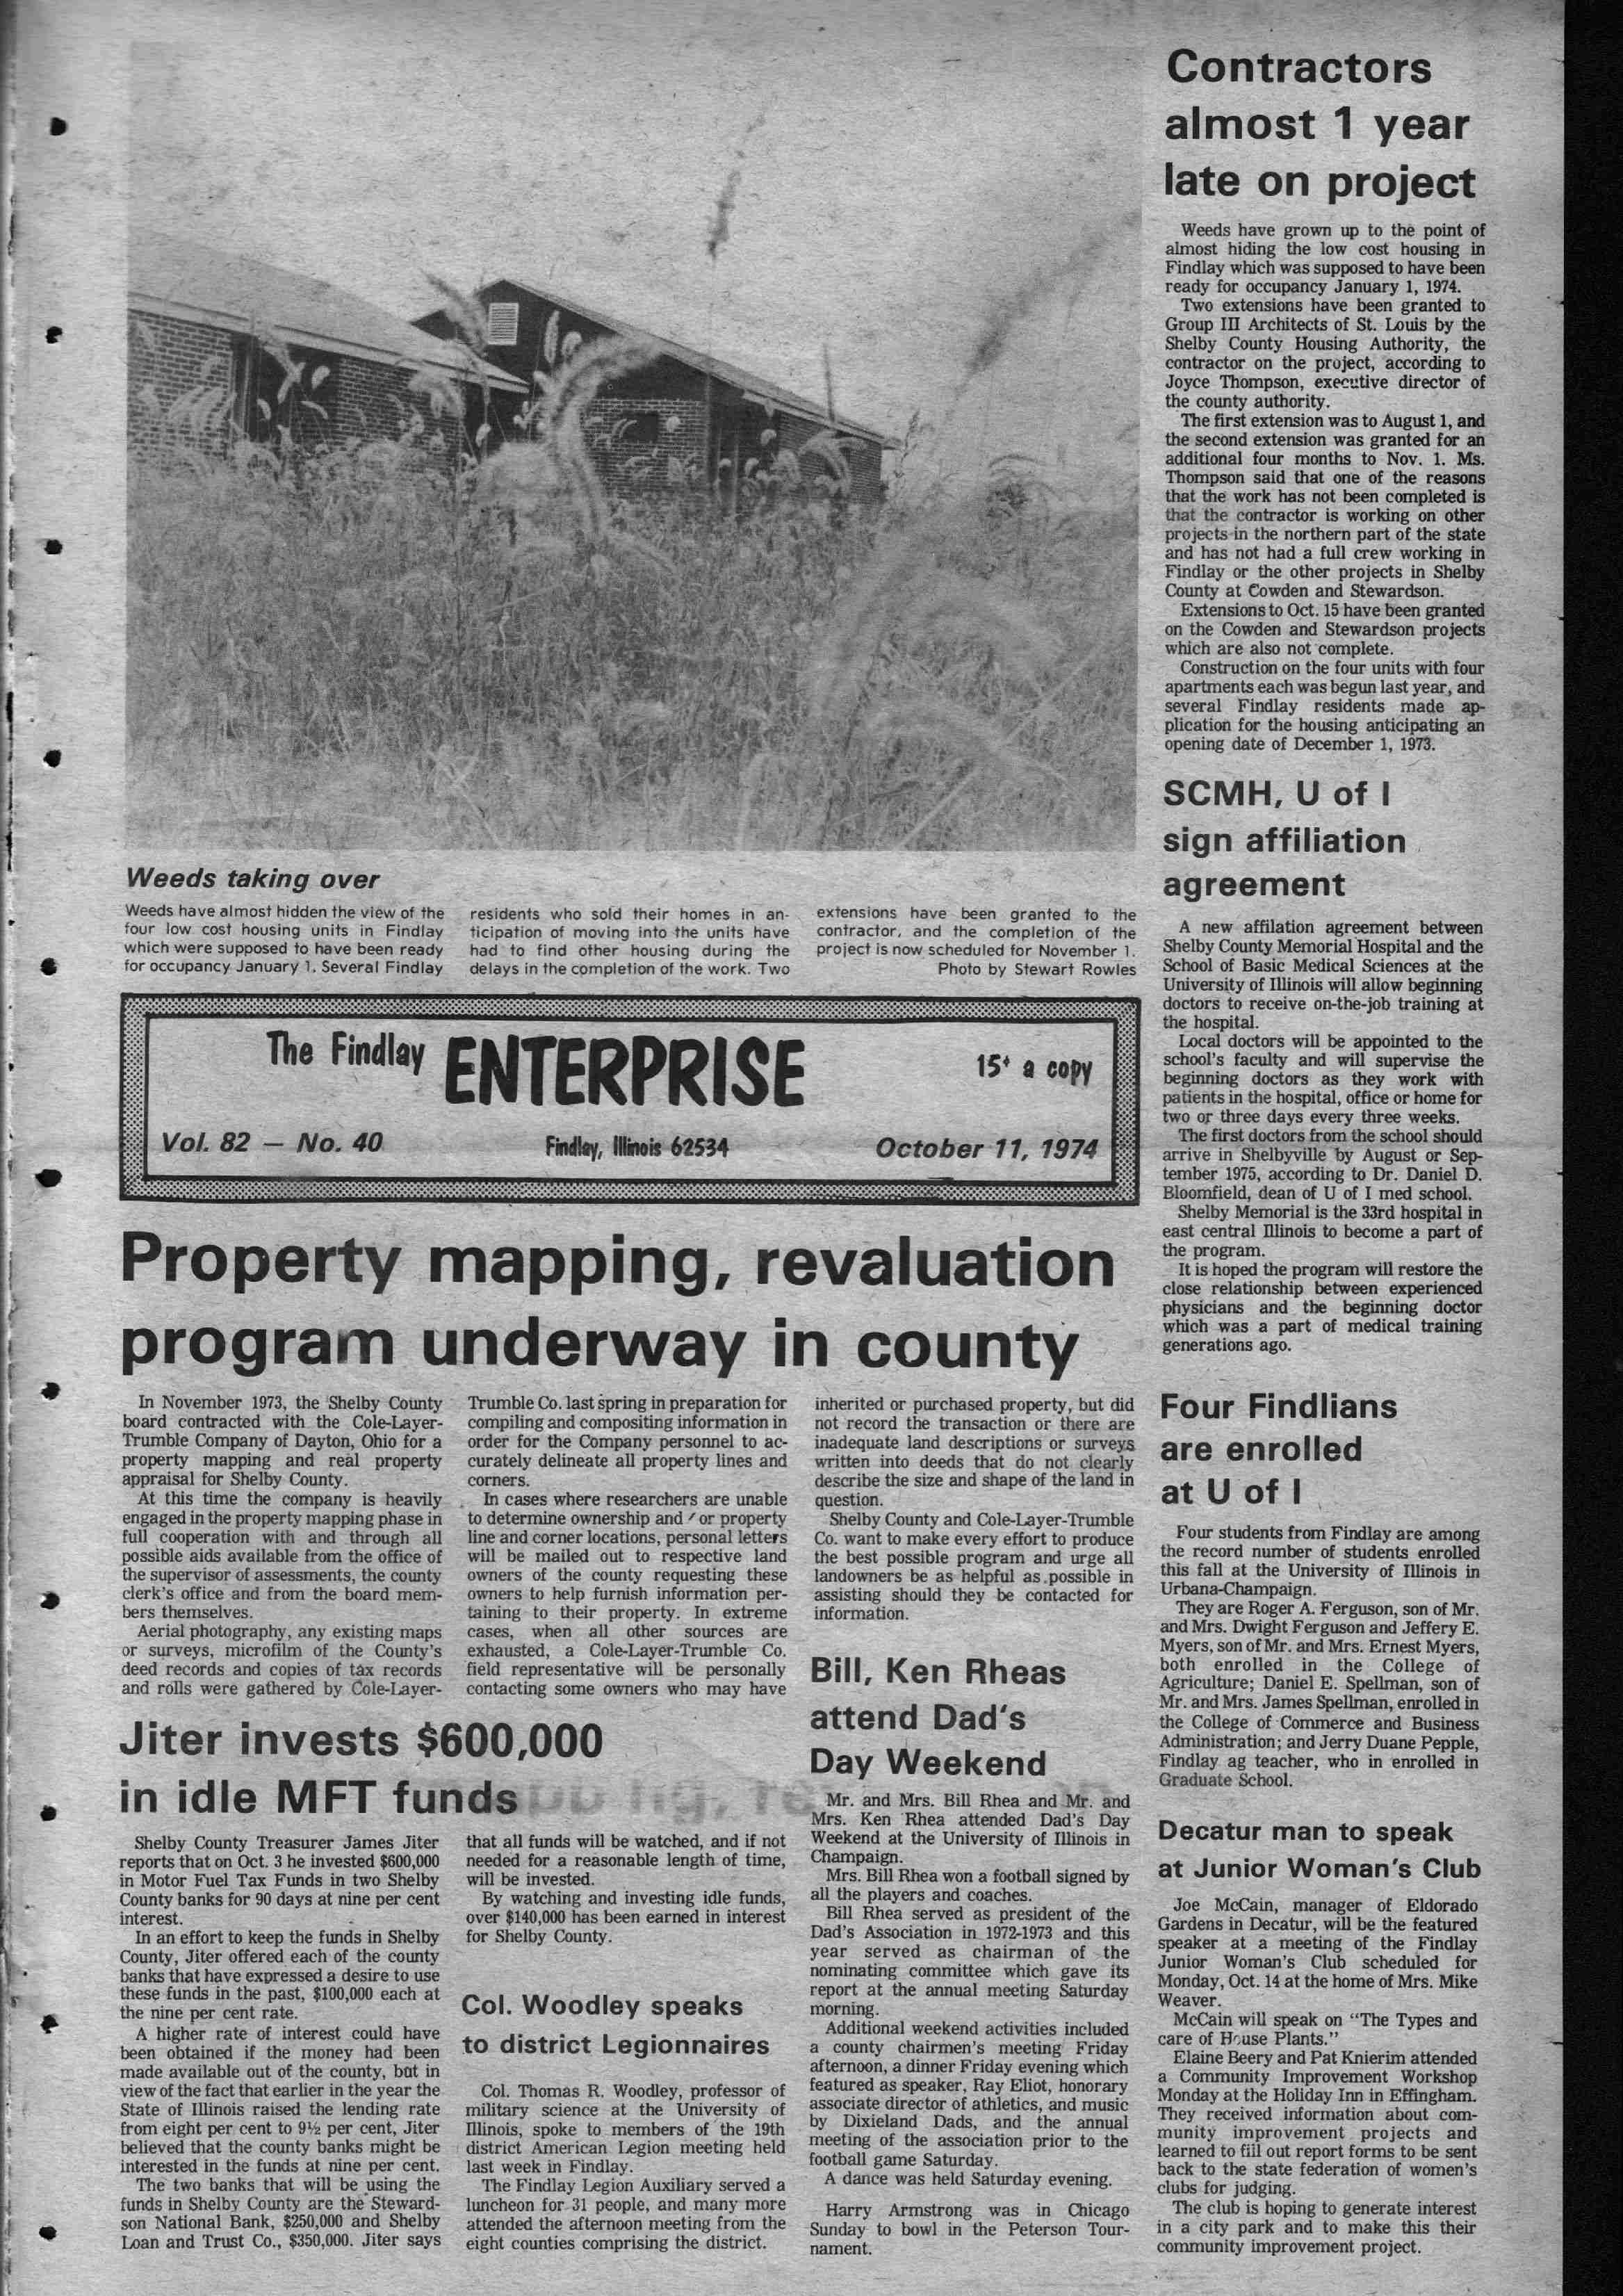 Contractors
almost 1 year
late on project
Weeds have grown up to the point of
almost hiding the low cost housing in
Findlay which was supposed to have been
ready for occupancy January 1, 1974.
Two extensions have been granted to
Group III Architects of St. Louis by the
Shelby County Housing Authority, the
contractor on the project, according to
Joyce Thompson, executive director of
the county authority.
The first extension was to August 1, and
the second extension was granted for an
additional four months to Nov. 1. Ms.
Thompson said that one of the reasons
that the work has not been completed is
that the contractor is working on other
projects in the northern part of the state
and has not had a full crew working in
Findlay or the other projects in Shelby
County at Cowden and Stewardson.
Extensions to Oct. 15 have been granted
on the Cowden and Stewardson projects
which are also not complete.
Construction on the four units with four
apartments each was begun last year, and
several Findlay residents made ap-
plication for the housing anticipating an
opening date of December 1, 1973.
SCMH, U of I
sign affiliation
agreement
A new affilation agreement between
Shelby County Memorial Hospital and the
School of Basic Medical Sciences at the
University of Illinois will allow beginning
doctors to receive on-the-job training at
the hospital.
Local doctors will be appointed to the
school's faculty and will supervise the
beginning doctors as they work with
patients in the hospital, office or home for
two or three days every three weeks.
The first doctors from the school should
arrive in Shelbyville by August or Sep-
tember 1975, according to Dr. Daniel D.
Bloomfield, dean of U of I med school.
Shelby Memorial is the 33rd hospital in
east central Illinois to become a part of
the program.
It is hoped the program will restore the
close relationship between experienced
physicians and the beginning doctor
which was a part of medical training
generations ago.
Weeds taking over
Weeds have almost hidden the view of the
four low cost housing units in Findlay
which were supposed to have been ready
for occupancy January 1. Several Findlay
residents who sold their homes in an-
ticipation of moving into the units have
had to find other housing during the
delays in the completion of the work. Two
extensions have been granted to the
contractor, and the completion of the
project is now scheduled for November 1.
Photo by Stewart Rowles
The Findlay ENTERPRISE
15¢ a copy
Vol. 82 — No. 40
Findlay, Illinois 62534
October 11, 1974
Property mapping, revaluation
program underway in county
In November 1973, the Shelby County
board contracted with the Cole-Layer-
Trumble Company of Dayton, Ohio for a
property mapping and real property
appraisal for Shelby County.
At this time the company is heavily
engaged in the property mapping phase in
full cooperation with and through all
possible aids available from the office of
the supervisor of assessments, the county
clerk's office and from the board mem-
bers themselves.
Aerial photography, any existing maps
or surveys, microfilm of the County's
deed records and copies of tax records
and rolls were gathered by Cole-Layer-
Trumble Co. last spring in preparation for
compiling and compositing information in
order for the Company personnel to ac-
curately delineate all property lines and
corners.
In cases where researchers are unable
to determine ownership and / or property
line and corner locations, personal letters
will be mailed out to respective land
owners of the county requesting these
owners to help furnish information per-
taining to their property. In extreme
cases, when all other sources are
exhausted, a Cole-Layer-Trumble Co.
field representative will be personally
contacting some owners who may have
inherited or purchased property, but did
not record the transaction or there are
inadequate land descriptions or surveys
written into deeds that do not clearly
describe the size and shape of the land in
question.
Shelby County and Cole-Layer-Trumble
Co. want to make every effort to produce
the best possible program and urge all
landowners be as helpful as possible in
assisting should they be contacted for
information.
Jiter invests $600,000
in idle MFT funds
Shelby County Treasurer James Jiter
reports that on Oct. 3 he invested $600,000
in Motor Fuel Tax Funds in two Shelby
County banks for 90 days at nine per cent
interest.
In an effort to keep the funds in Shelby
County, Jiter offered each of the county
banks that have expressed a desire to use
these funds in the past, $100,000 each at
the nine per cent rate.
A higher rate of interest could have
been obtained if the money had been
made available out of the county, but in
view of the fact that earlier in the year the
State of Illinois raised the lending rate
from eight per cent to 9½ per cent, Jiter
believed that the county banks might be
interested in the funds at nine per cent.
The two banks that will be using the
funds in Shelby County are the Steward-
son National Bank, $250,000 and Shelby
Loan and Trust Co., $350,000. Jiter says
that all funds will be watched, and if not
needed for a reasonable length of time,
will be invested.
By watching and investing idle funds,
over $140,000 has been earned in interest
for Shelby County.
Col. Woodley speaks
to district Legionnaires
Col. Thomas R. Woodley, professor of
military science at the University of
Illinois, spoke to members of the 19th
district American Legion meeting held
last week in Findlay.
The Findlay Legion Auxiliary served a
luncheon for 31 people, and many more
attended the afternoon meeting from the
eight counties comprising the district.
Bill, Ken Rheas
attend Dad's
Day Weekend
Mr. and Mrs. Bill Rhea and Mr. and
Mrs. Ken Rhea attended Dad's Day
Weekend at the University of Illinois in
Champaign.
Mrs. Bill Rhea won a football signed by
all the players and coaches.
Bill Rhea served as president of the
Dad's Association in 1972-1973 and this
year served as chairman of the
nominating committee which gave its
report at the annual meeting Saturday
morning.
Additional weekend activities included
a county chairmen's meeting Friday
afternoon, a dinner Friday evening which
featured as speaker, Ray Eliot, honorary
associate director of athletics, and music
by Dixieland Dads, and the annual
meeting of the association prior to the
football game Saturday.
A dance was held Saturday evening.
Harry Armstrong was in Chicago
Sunday to bowl in the Peterson Tour-
nament.
Four Findlians
are enrolled
at U of I
Four students from Findlay are among
the record number of students enrolled
this fall at the University of Illinois in
Urbana-Champaign.
They are Roger A. Ferguson, son of Mr.
and Mrs. Dwight Ferguson and Jeffery E.
Myers, son of Mr. and Mrs. Ernest Myers,
both enrolled in the College of
Agriculture; Daniel E. Spellman, son of
Mr. and Mrs. James Spellman, enrolled in
the College of Commerce and Business
Administration; and Jerry Duane Pepple,
Findlay ag teacher, who in enrolled in
Graduate School.
Decatur man to speak
at Junior Woman's Club
Joe McCain, manager of Eldorado
Gardens in Decatur, will be the featured
speaker at a meeting of the Findlay
Junior Woman's Club scheduled for
Monday, Oct. 14 at the home of Mrs. Mike
Weaver.
McCain will speak on "The Types and
care of House Plants."
Elaine Beery and Pat Knierim attended
a Community Improvement Workshop
Monday at the Holiday Inn in Effingham.
They received information about com-
munity improvement projects and
learned to fill out report forms to be sent
back to the state federation of women's
clubs for judging.
The club is hoping to generate interest
in a city park and to make this their
community improvement project.